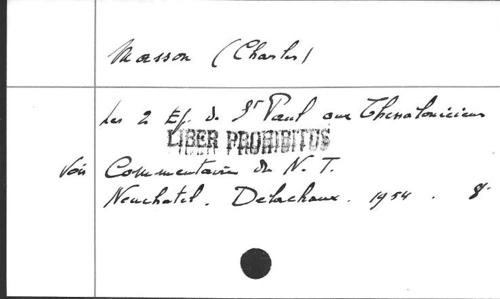 Masson (Charles)
Les 2 Ep. de St Paul aux Thessaloniciens
LIBER PROHIBITUS
Voir Commentaire du N. T.
Neuchatel. Delachaux. 1954. 8°